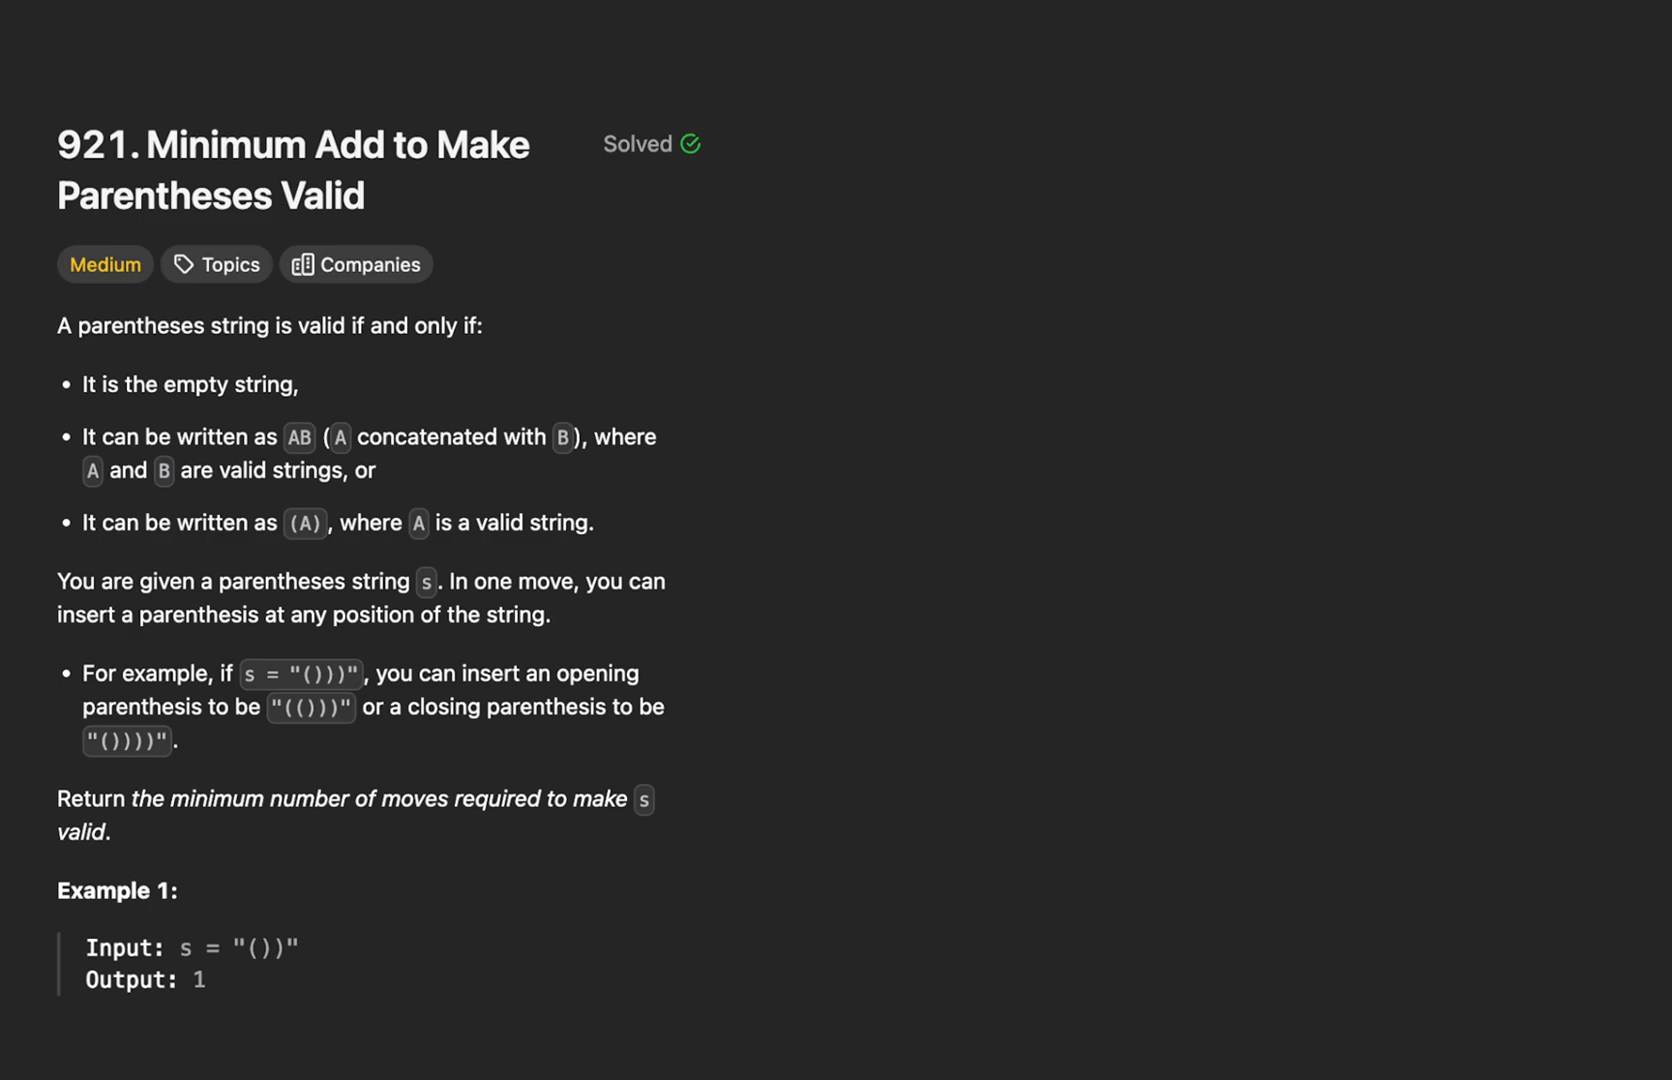 921. Minimum Add to Make
Solved
Parentheses Valid
Medium
Topics
Companies
A parentheses string is valid if and only if:
• It is the empty string,
• It can be written as AB (A concatenated with B), where
A and B are valid strings, or
• It can be written as (A), where A is a valid string.
You are given a parentheses string s. In one move, you can
insert a parenthesis at any position of the string.
• For example, if s = "()))", you can insert an opening
parenthesis to be "(()))" or a closing parenthesis to be
"())))".
Return the minimum number of moves required to make s
valid.
Example 1:
Input: s = "())"
Output: 1